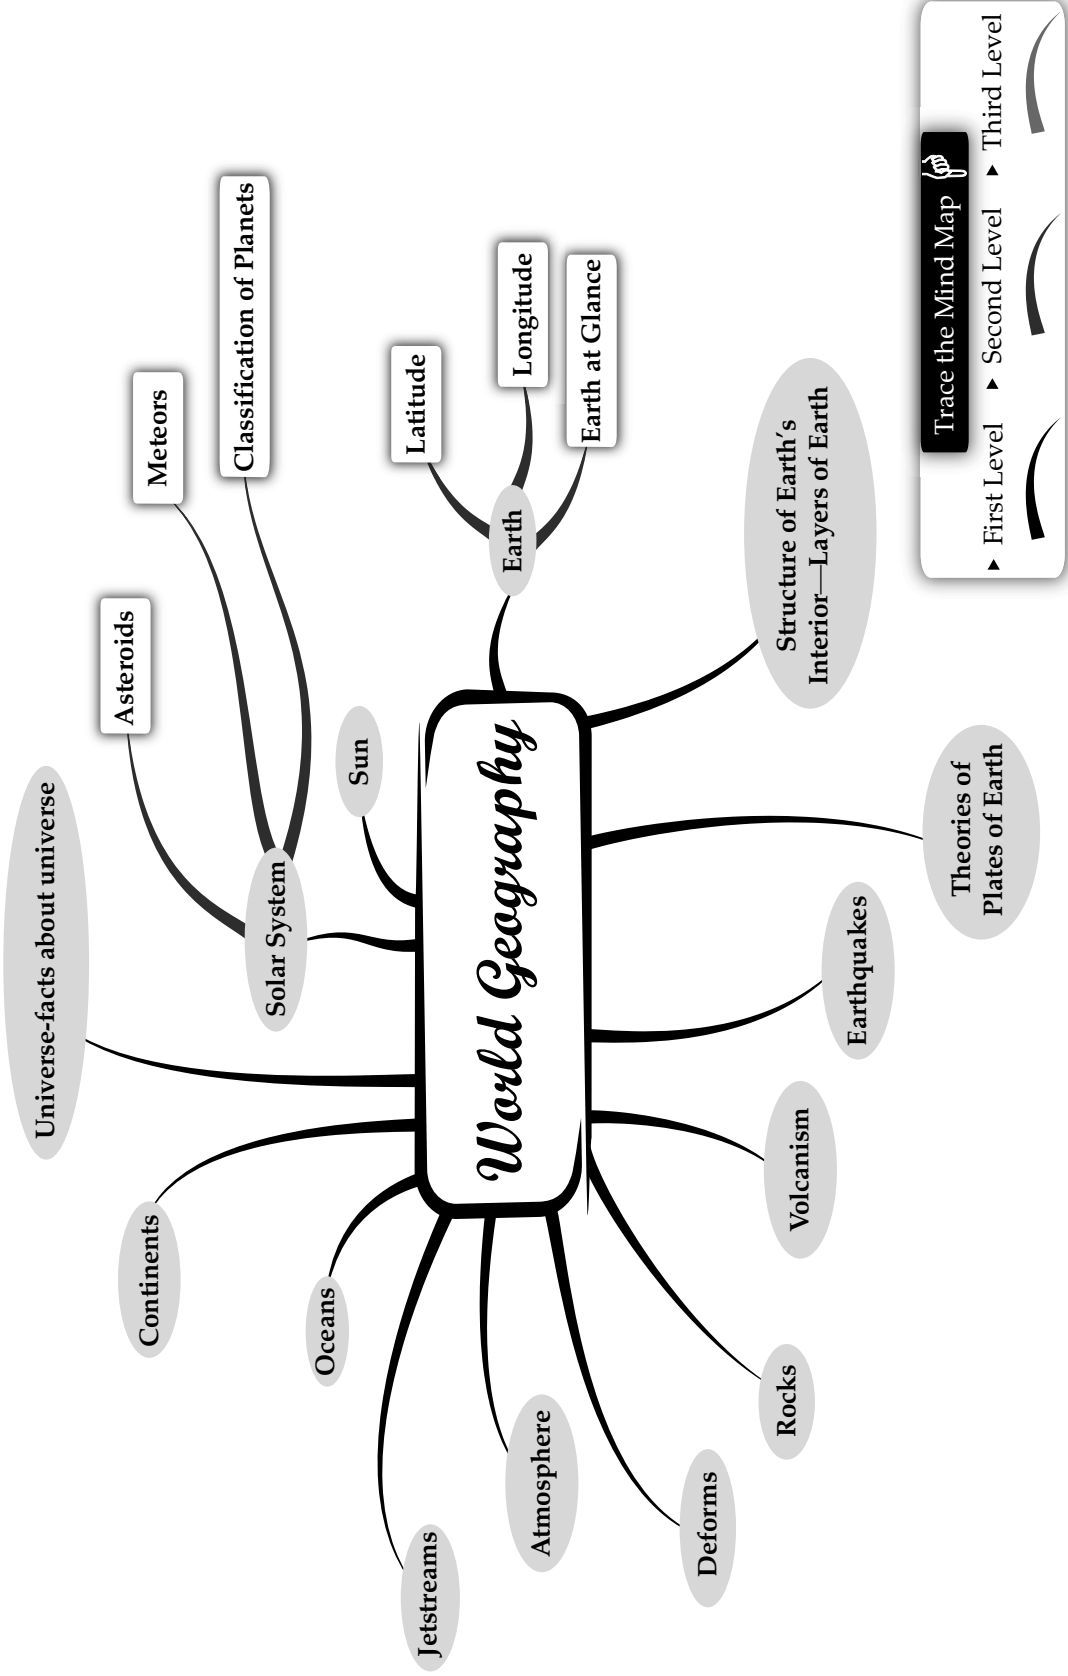 Universe-facts about universe
Continents
Oceans
Jetstreams
Atmosphere
Deforms
Rocks
Volcanism
Earthquakes
Theories of
Plates of Earth
Structure of Earth's
Interior—Layers of Earth
Earth
Latitude
Longitude
Earth at Glance
Sun
Solar System
Asteroids
Meteors
Classification of Planets
World Geography
Trace the Mind Map
▶ First Level ▶ Second Level ▶ Third Level